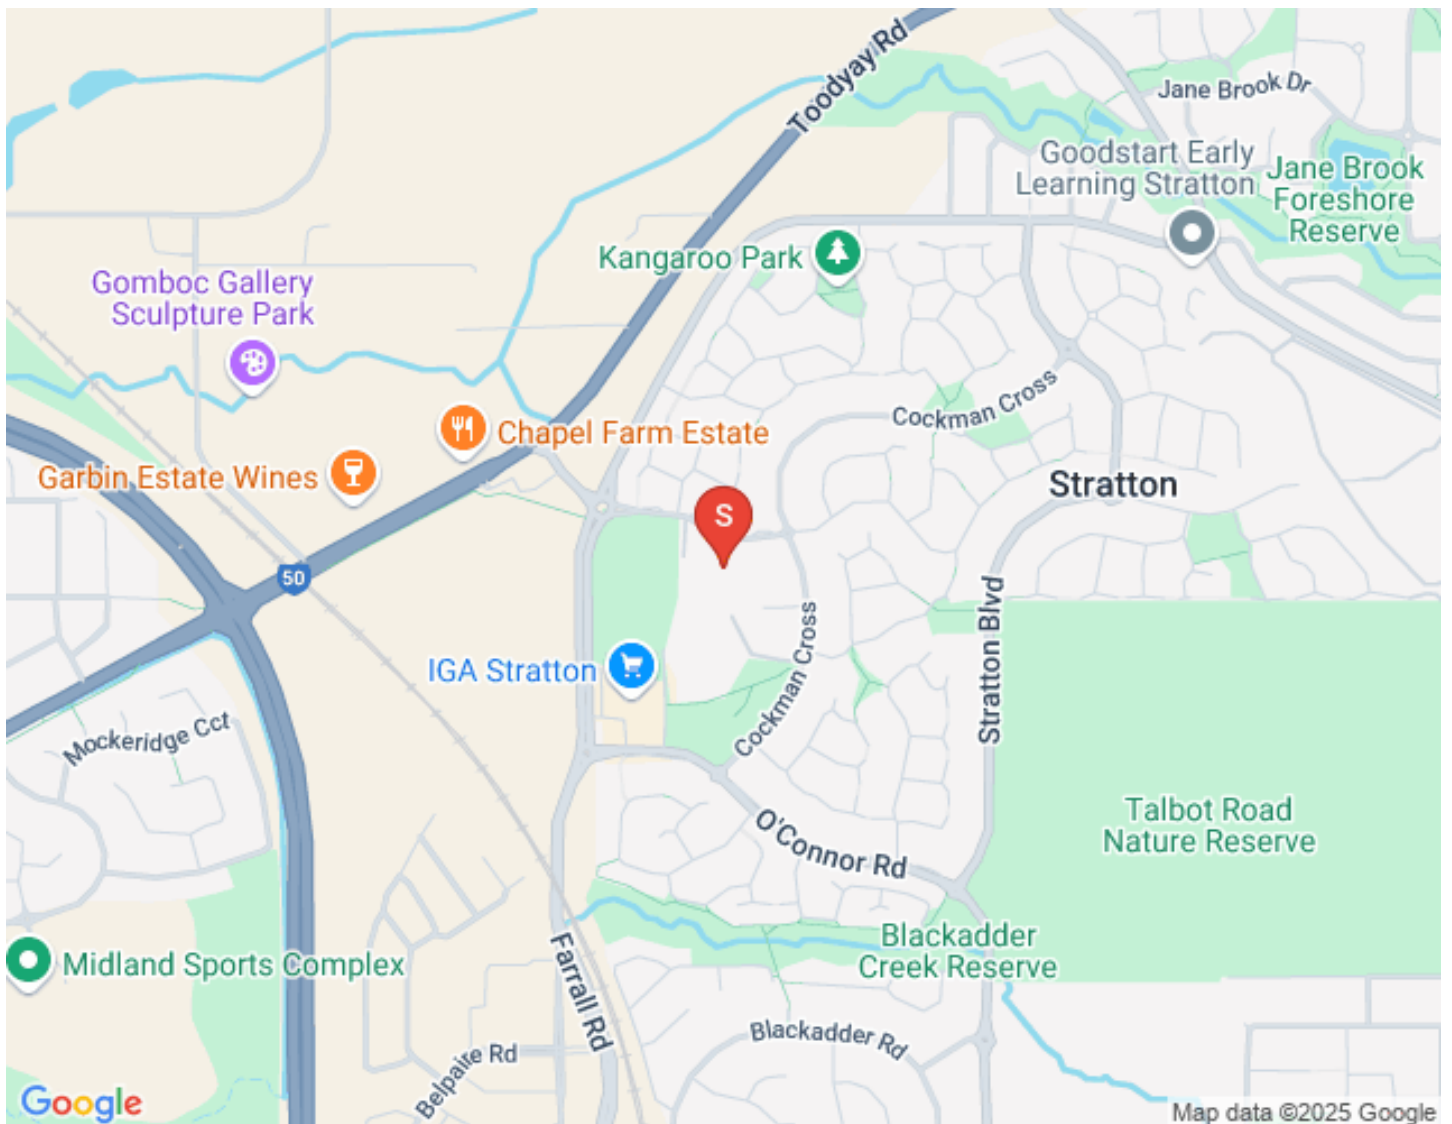 Toodyay Rd
Jane Brook Dr
Goodstart Early
Learning Stratton
Jane Brook
Foreshore
Reserve
Kangaroo Park
Gomboc Gallery
Sculpture Park
Cockman Cross
Chapel Farm Estate
Garbin Estate Wines
Stratton
S
50
Stratton Blvd
Cockman Cross
IGA Stratton
Mockeridge Cct
O'Connor Rd
Talbot Road
Nature Reserve
Blackadder
Creek Reserve
Midland Sports Complex
Farrall Rd
Blackadder Rd
Belpaire Rd
Google
Map data ©2025 Google